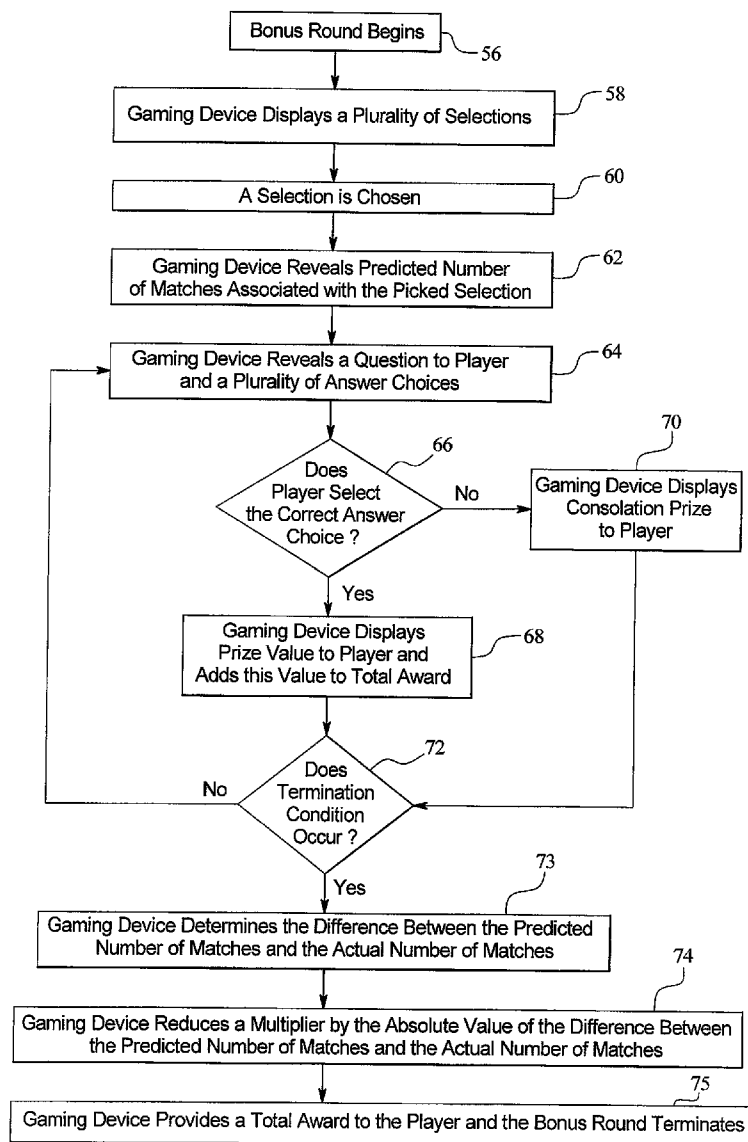 Bonus Round Begins
56
58
Gaming Device Displays a Plurality of Selections
60
A Selection is Chosen
62
Gaming Device Reveals Predicted Number
of Matches Associated with the Picked Selection
64
Gaming Device Reveals a Question to Player
and a Plurality of Answer Choices
66
Does
Player Select
the Correct Answer
Choice ?
No
70
Gaming Device Displays
Consolation Prize
to Player
Yes
Gaming Device Displays
Prize Value to Player and
Adds this Value to Total Award
68
72
Does
Termination
Condition
Occur ?
No
Yes
73
Gaming Device Determines the Difference Between the Predicted
Number of Matches and the Actual Number of Matches
74
Gaming Device Reduces a Multiplier by the Absolute Value of the Difference Between
the Predicted Number of Matches and the Actual Number of Matches
75
Gaming Device Provides a Total Award to the Player and the Bonus Round Terminates